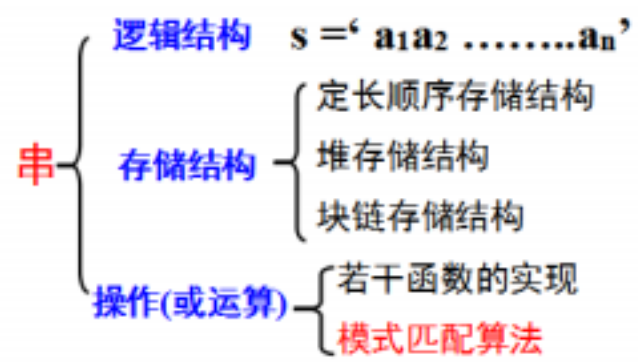 逻辑结构 s =‘ a1a2 ……..an’
定长顺序存储结构
串
存储结构
堆存储结构
块链存储结构
操作(或运算)
若干函数的实现
模式匹配算法